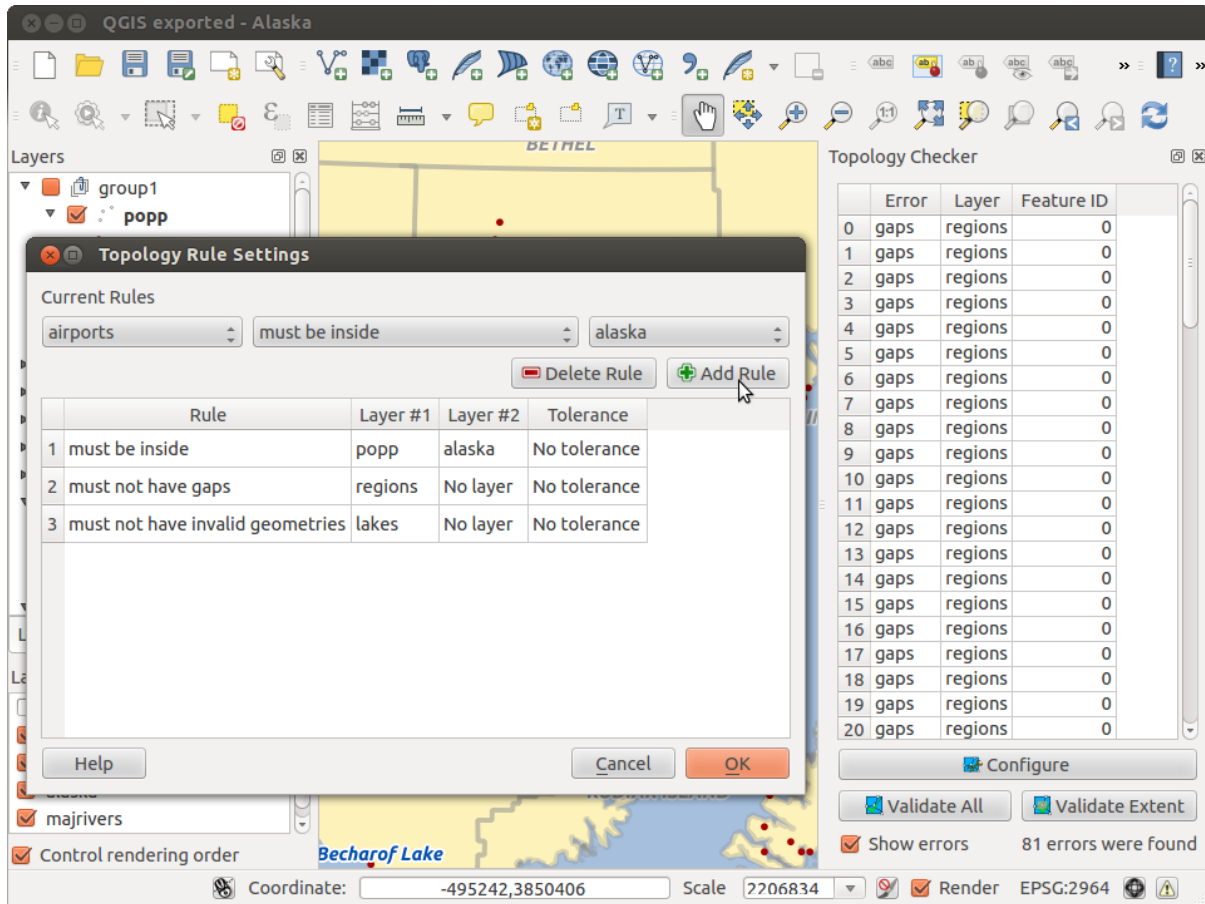 QGIS exported - Alaska
abc ab ab abc abc » ? »
ε 1:1 T
Layers
group1
popp
BETHEL
Topology Rule Settings
Current Rules
airports must be inside alaska
Delete Rule Add Rule
Rule Layer #1 Layer #2 Tolerance
1 must be inside popp alaska No tolerance
2 must not have gaps regions No layer No tolerance
3 must not have invalid geometries lakes No layer No tolerance
Help Cancel OK
majrivers
Control rendering order
KODIAK ISLAND
Becharof Lake
Topology Checker
Error Layer Feature ID
0 gaps regions 0
1 gaps regions 0
2 gaps regions 0
3 gaps regions 0
4 gaps regions 0
5 gaps regions 0
6 gaps regions 0
7 gaps regions 0
8 gaps regions 0
9 gaps regions 0
10 gaps regions 0
11 gaps regions 0
12 gaps regions 0
13 gaps regions 0
14 gaps regions 0
15 gaps regions 0
16 gaps regions 0
17 gaps regions 0
18 gaps regions 0
19 gaps regions 0
20 gaps regions 0
Configure
Validate All Validate Extent
Show errors 81 errors were found
Coordinate: -495242,3850406 Scale 2206834 Render EPSG:2964